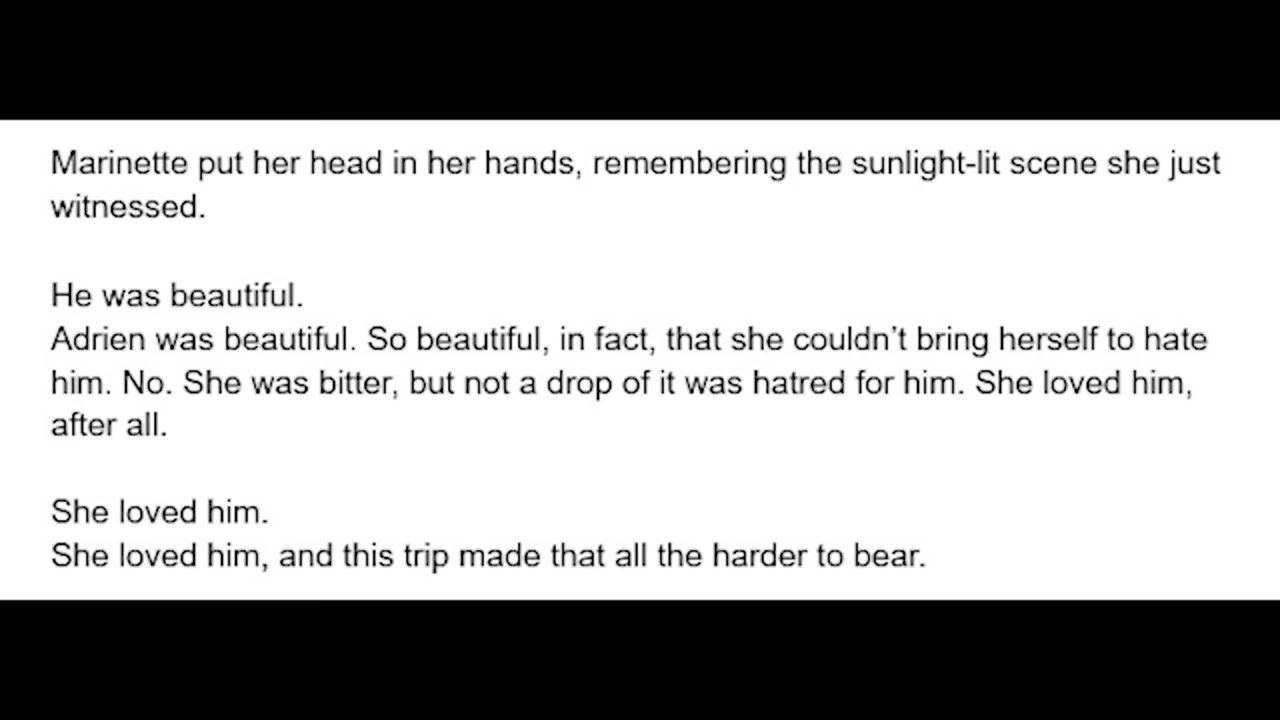 Marinette put her head in her hands, remembering the sunlight-lit scene she just
witnessed.
He was beautiful.
Adrien was beautiful. So beautiful, in fact, that she couldn’t bring herself to hate
him. No. She was bitter, but not a drop of it was hatred for him. She loved him,
after all.
She loved him.
She loved him, and this trip made that all the harder to bear.